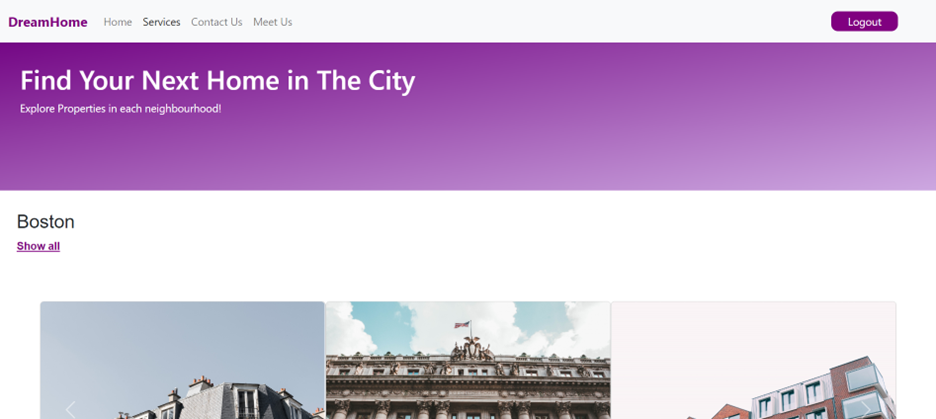 DreamHome Home Services Contact Us Meet Us Logout
Find Your Next Home in The City
Explore Properties in each neighbourhood!
Boston
Show all